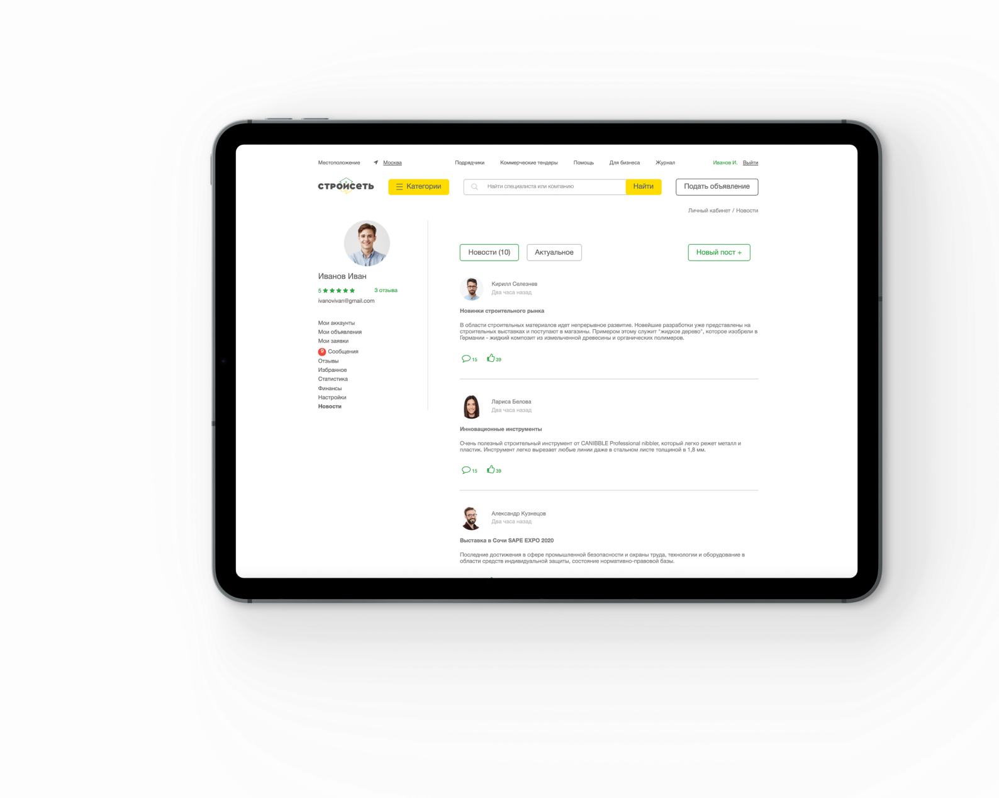 Местоположение Москва Подрядчики Коммерческие тендеры Помощь Для бизнеса Журнал Иванов И. Выйти
СТРОЙСЕТЬ Категории Найти специалиста или компанию Найти Подать объявление
Личный кабинет / Новости
Иванов Иван
5 3 отзыва
ivanovivan@gmail.com
Мои аккаунты
Мои объявления
Мои заявки
9 Сообщения
Отзывы
Избранное
Статистика
Финансы
Настройки
Новости
Новости (10) Актуальное Новый пост +
Кирилл Селезнев
Два часа назад
Новинки строительного рынка
В области строительных материалов идет непрерывное развитие. Новейшие разработки уже представлены на
строительных выставках и поступают в магазины. Примером этому служит "жидкое дерево", которое изобрели в
Германии - жидкий композит из измельченной древесины и органических полимеров.
15 39
Лариса Белова
Два часа назад
Инновационные инструменты
Очень полезный строительный инструмент от CANIBBLE Professional nibbler, который легко режет металл и
пластик. Инструмент легко вырезает любые линии даже в стальном листе толщиной в 1,8 мм.
15 39
Александр Кузнецов
Два часа назад
Выставка в Сочи SAPE EXPO 2020
Последние достижения в сфере промышленной безопасности и охраны труда, технологии и оборудование в
области средств индивидуальной защиты, состояние нормативно-правовой базы.